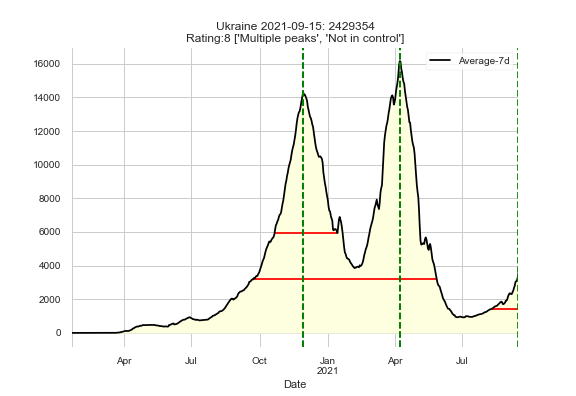 Ukraine 2021-09-15: 2429354
Rating:8 ['Multiple peaks', 'Not in control']
Average-7d
16000
14000
12000
10000
8000
6000
4000
2000
0
Apr
Jul
Oct
Jan
2021
Apr
Jul
Date